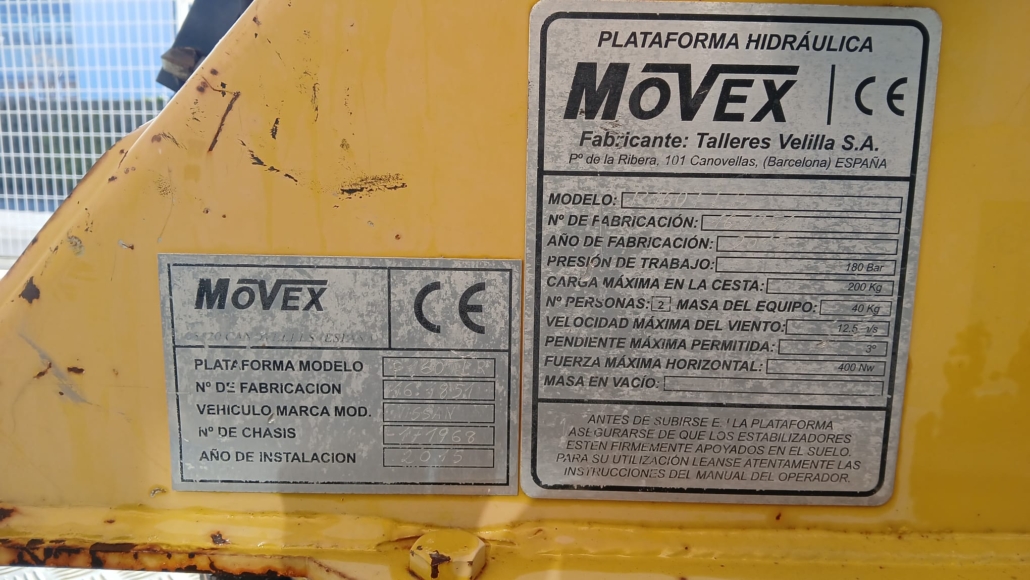 MOVEX
CE
PLATAFORMA MODELO
Nº DE FABRICACION
VEHICULO MARCA MOD. NISSAN
Nº DE CHASIS
AÑO DE INSTALACION 2015
PLATAFORMA HIDRÁULICA
MOVEX CE
Fabricante: Talleres Velilla S.A.
Pº de la Ribera, 101 Canovellas, (Barcelona) ESPAÑA
MODELO:
Nº DE FABRICACIÓN:
AÑO DE FABRICACIÓN:
PRESIÓN DE TRABAJO: 180 Bar
CARGA MÁXIMA EN LA CESTA: 200 Kg
Nº PERSONAS: 2 MASA DEL EQUIPO: 40 Kg
VELOCIDAD MÁXIMA DEL VIENTO: 12,5
PENDIENTE MÁXIMA PERMITIDA: 3º
FUERZA MÁXIMA HORIZONTAL: 400 Nw
MASA EN VACÍO:
ANTES DE SUBIRSE EN LA PLATAFORMA
ASEGURARSE DE QUE LOS ESTABILIZADORES
ESTEN FIRMEMENTE APOYADOS EN EL SUELO.
PARA SU UTILIZACIÓN LEANSE ATENTAMENTE LAS
INSTRUCCIONES DEL MANUAL DEL OPERADOR.